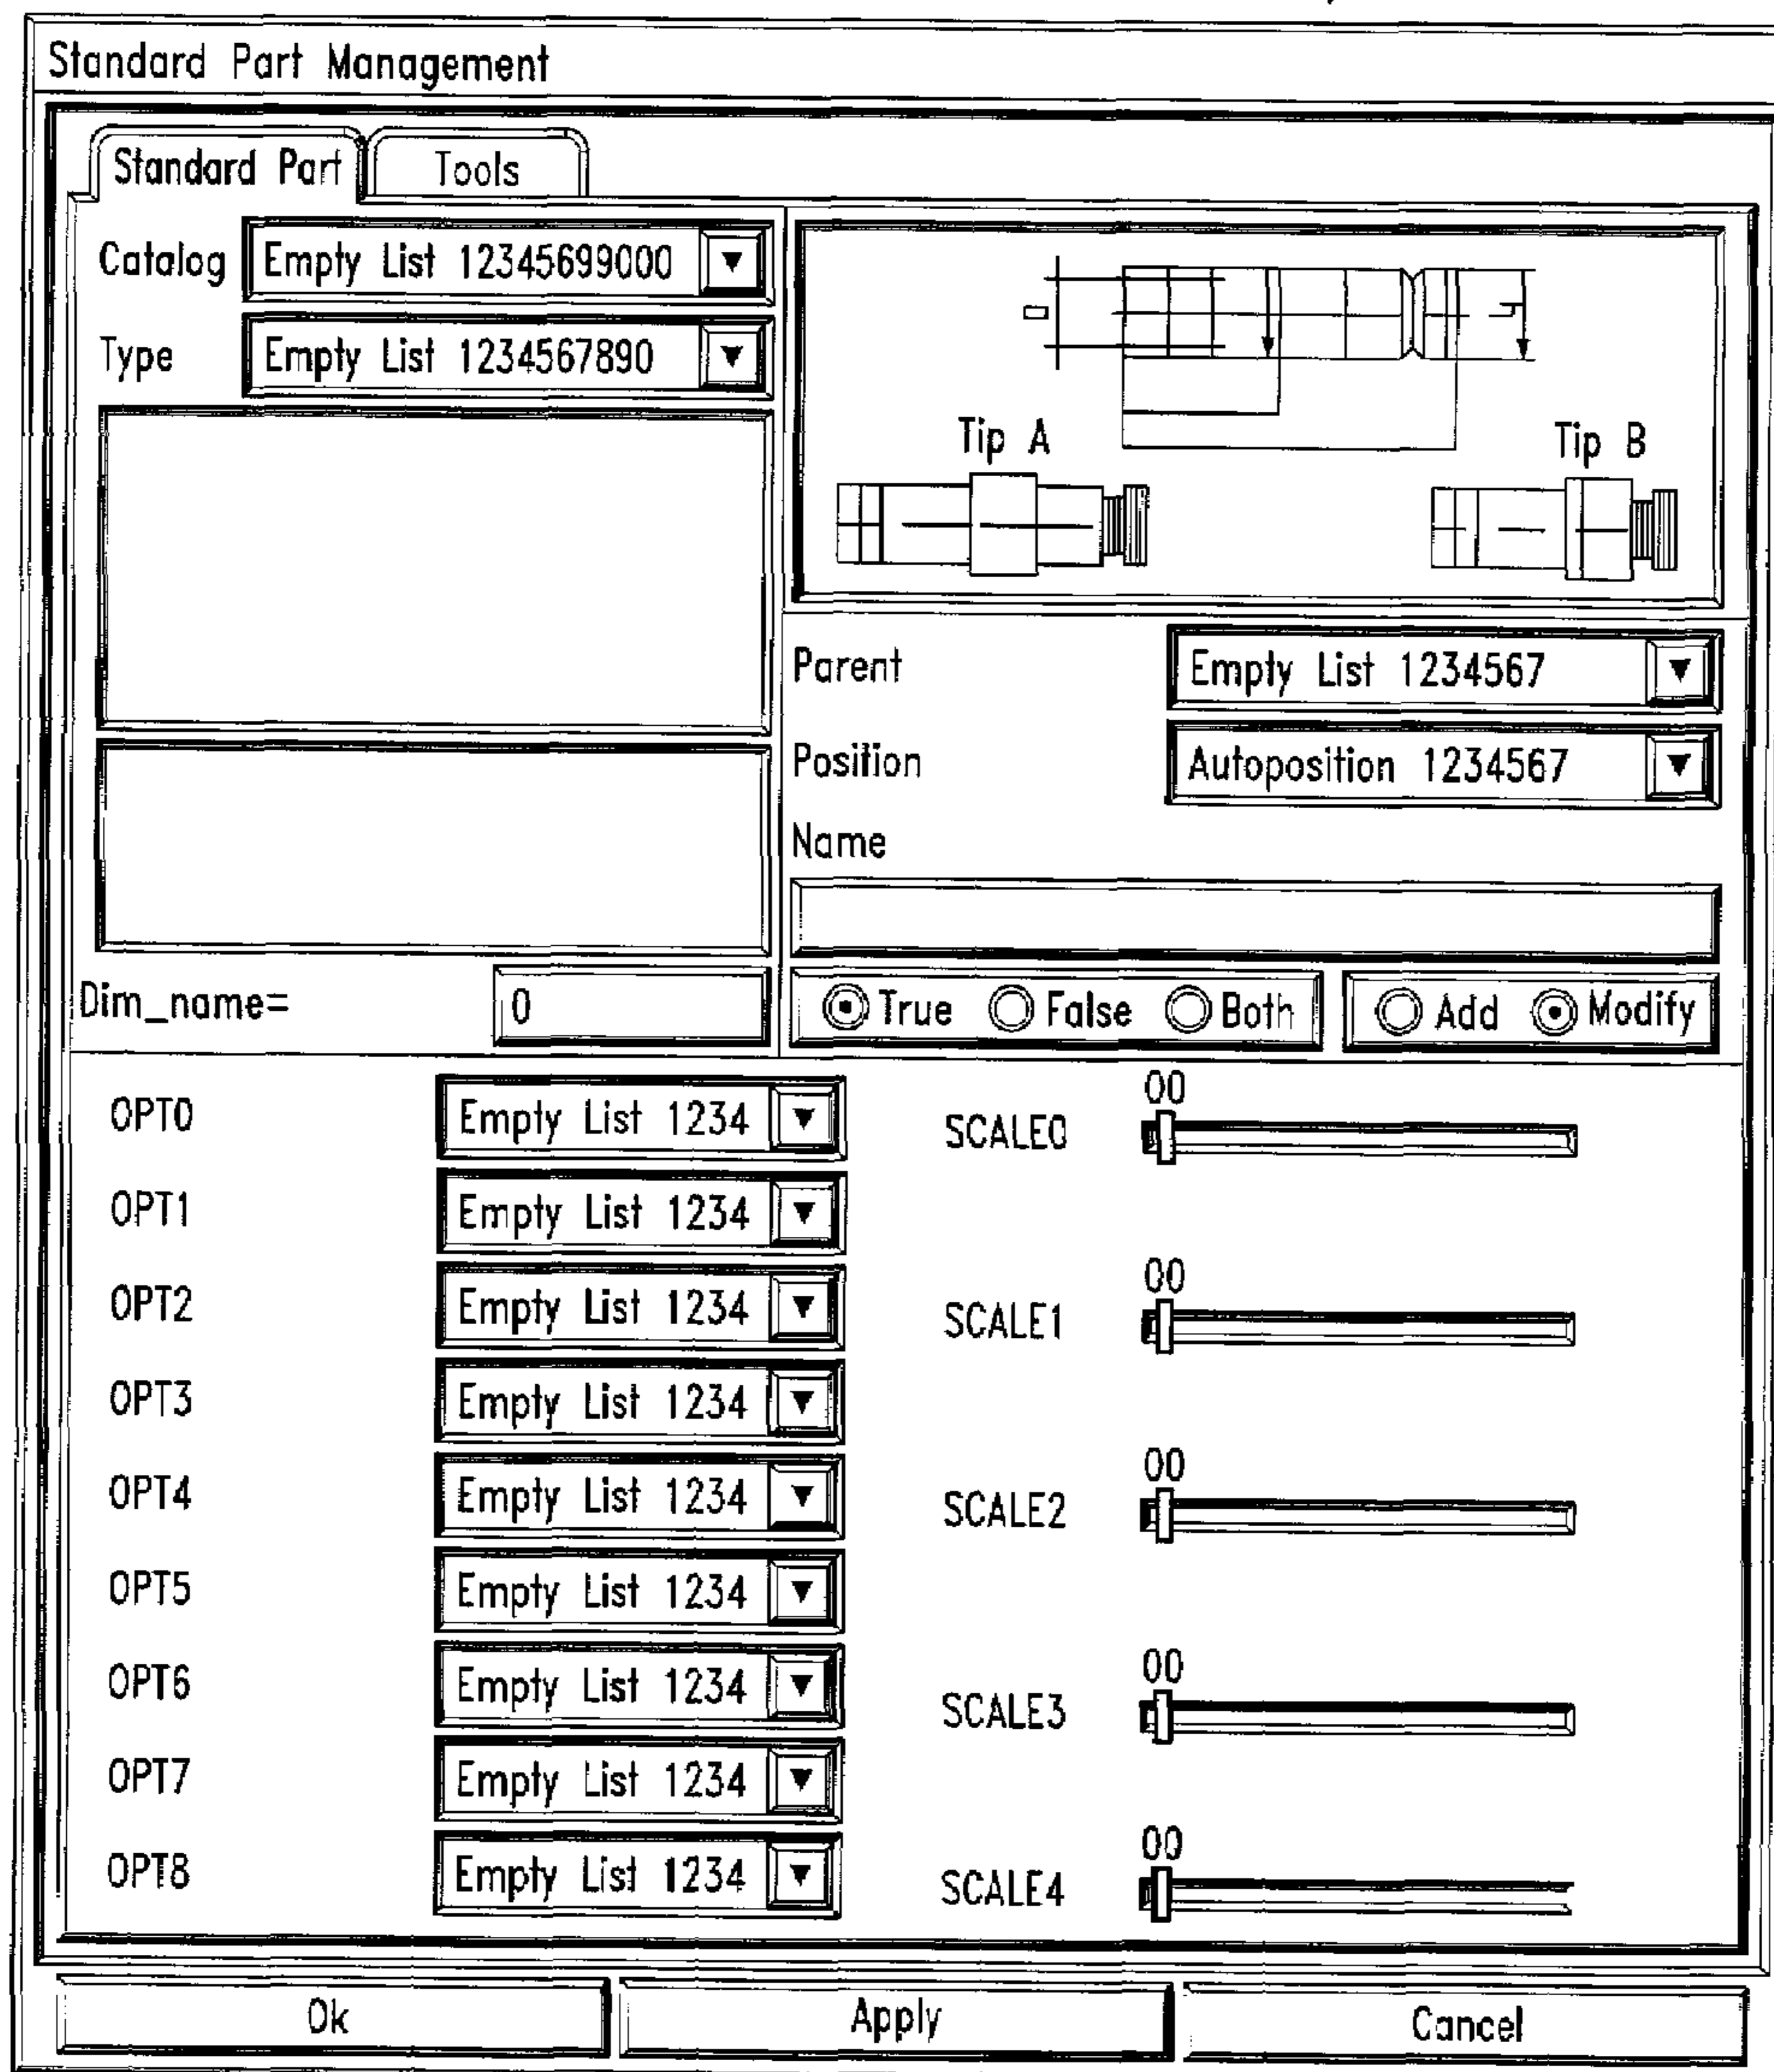 Standard Part Management
Standard Part Tools
Catalog Empty List 12345699000
Type Empty List 1234567890
Tip A Tip B
Parent Empty List 1234567
Position Autoposition 1234567
Name
Dim_name= 0 True False Both Add Modify
OPT0 Empty List 1234 SCALE0 00
OPT1 Empty List 1234
OPT2 Empty List 1234 SCALE1 00
OPT3 Empty List 1234
OPT4 Empty List 1234 SCALE2 00
OPT5 Empty List 1234
OPT6 Empty List 1234 SCALE3 00
OPT7 Empty List 1234
OPT8 Empty List 1234 SCALE4 00
Ok Apply Cancel